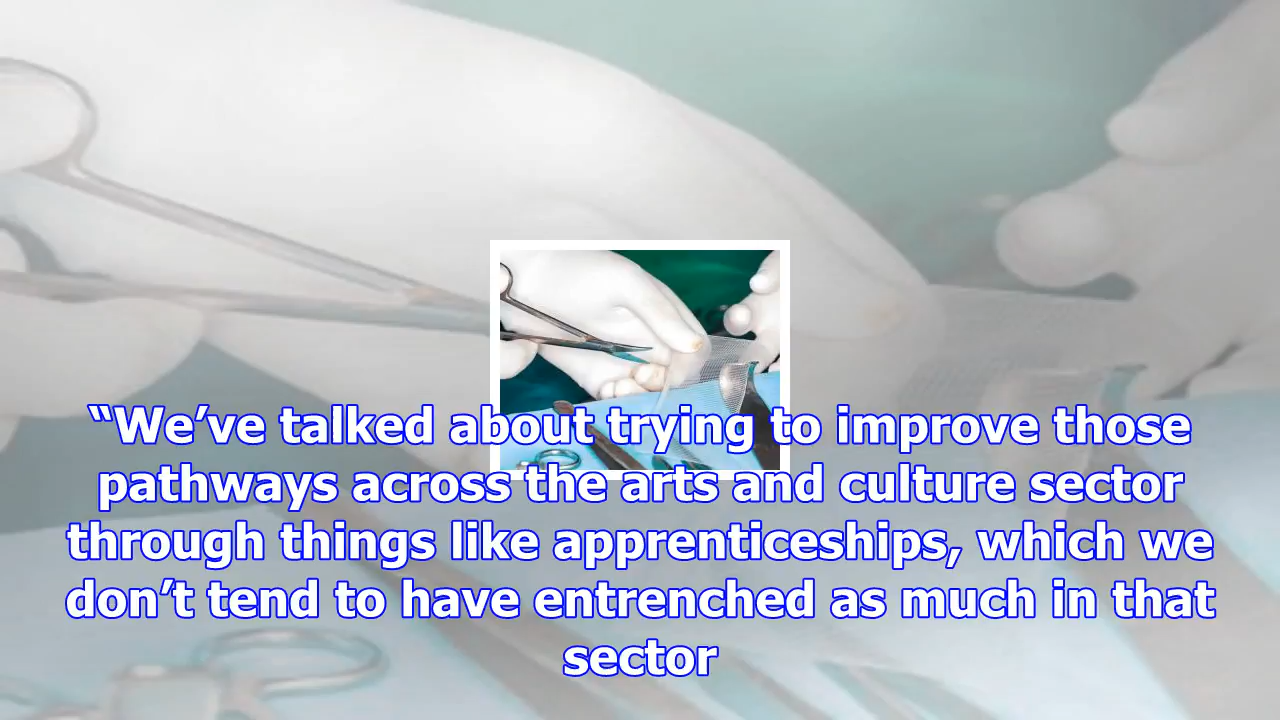 “We’ve talked about trying to improve those
pathways across the arts and culture sector
through things like apprenticeships, which we
don’t tend to have entrenched as much in that
sector